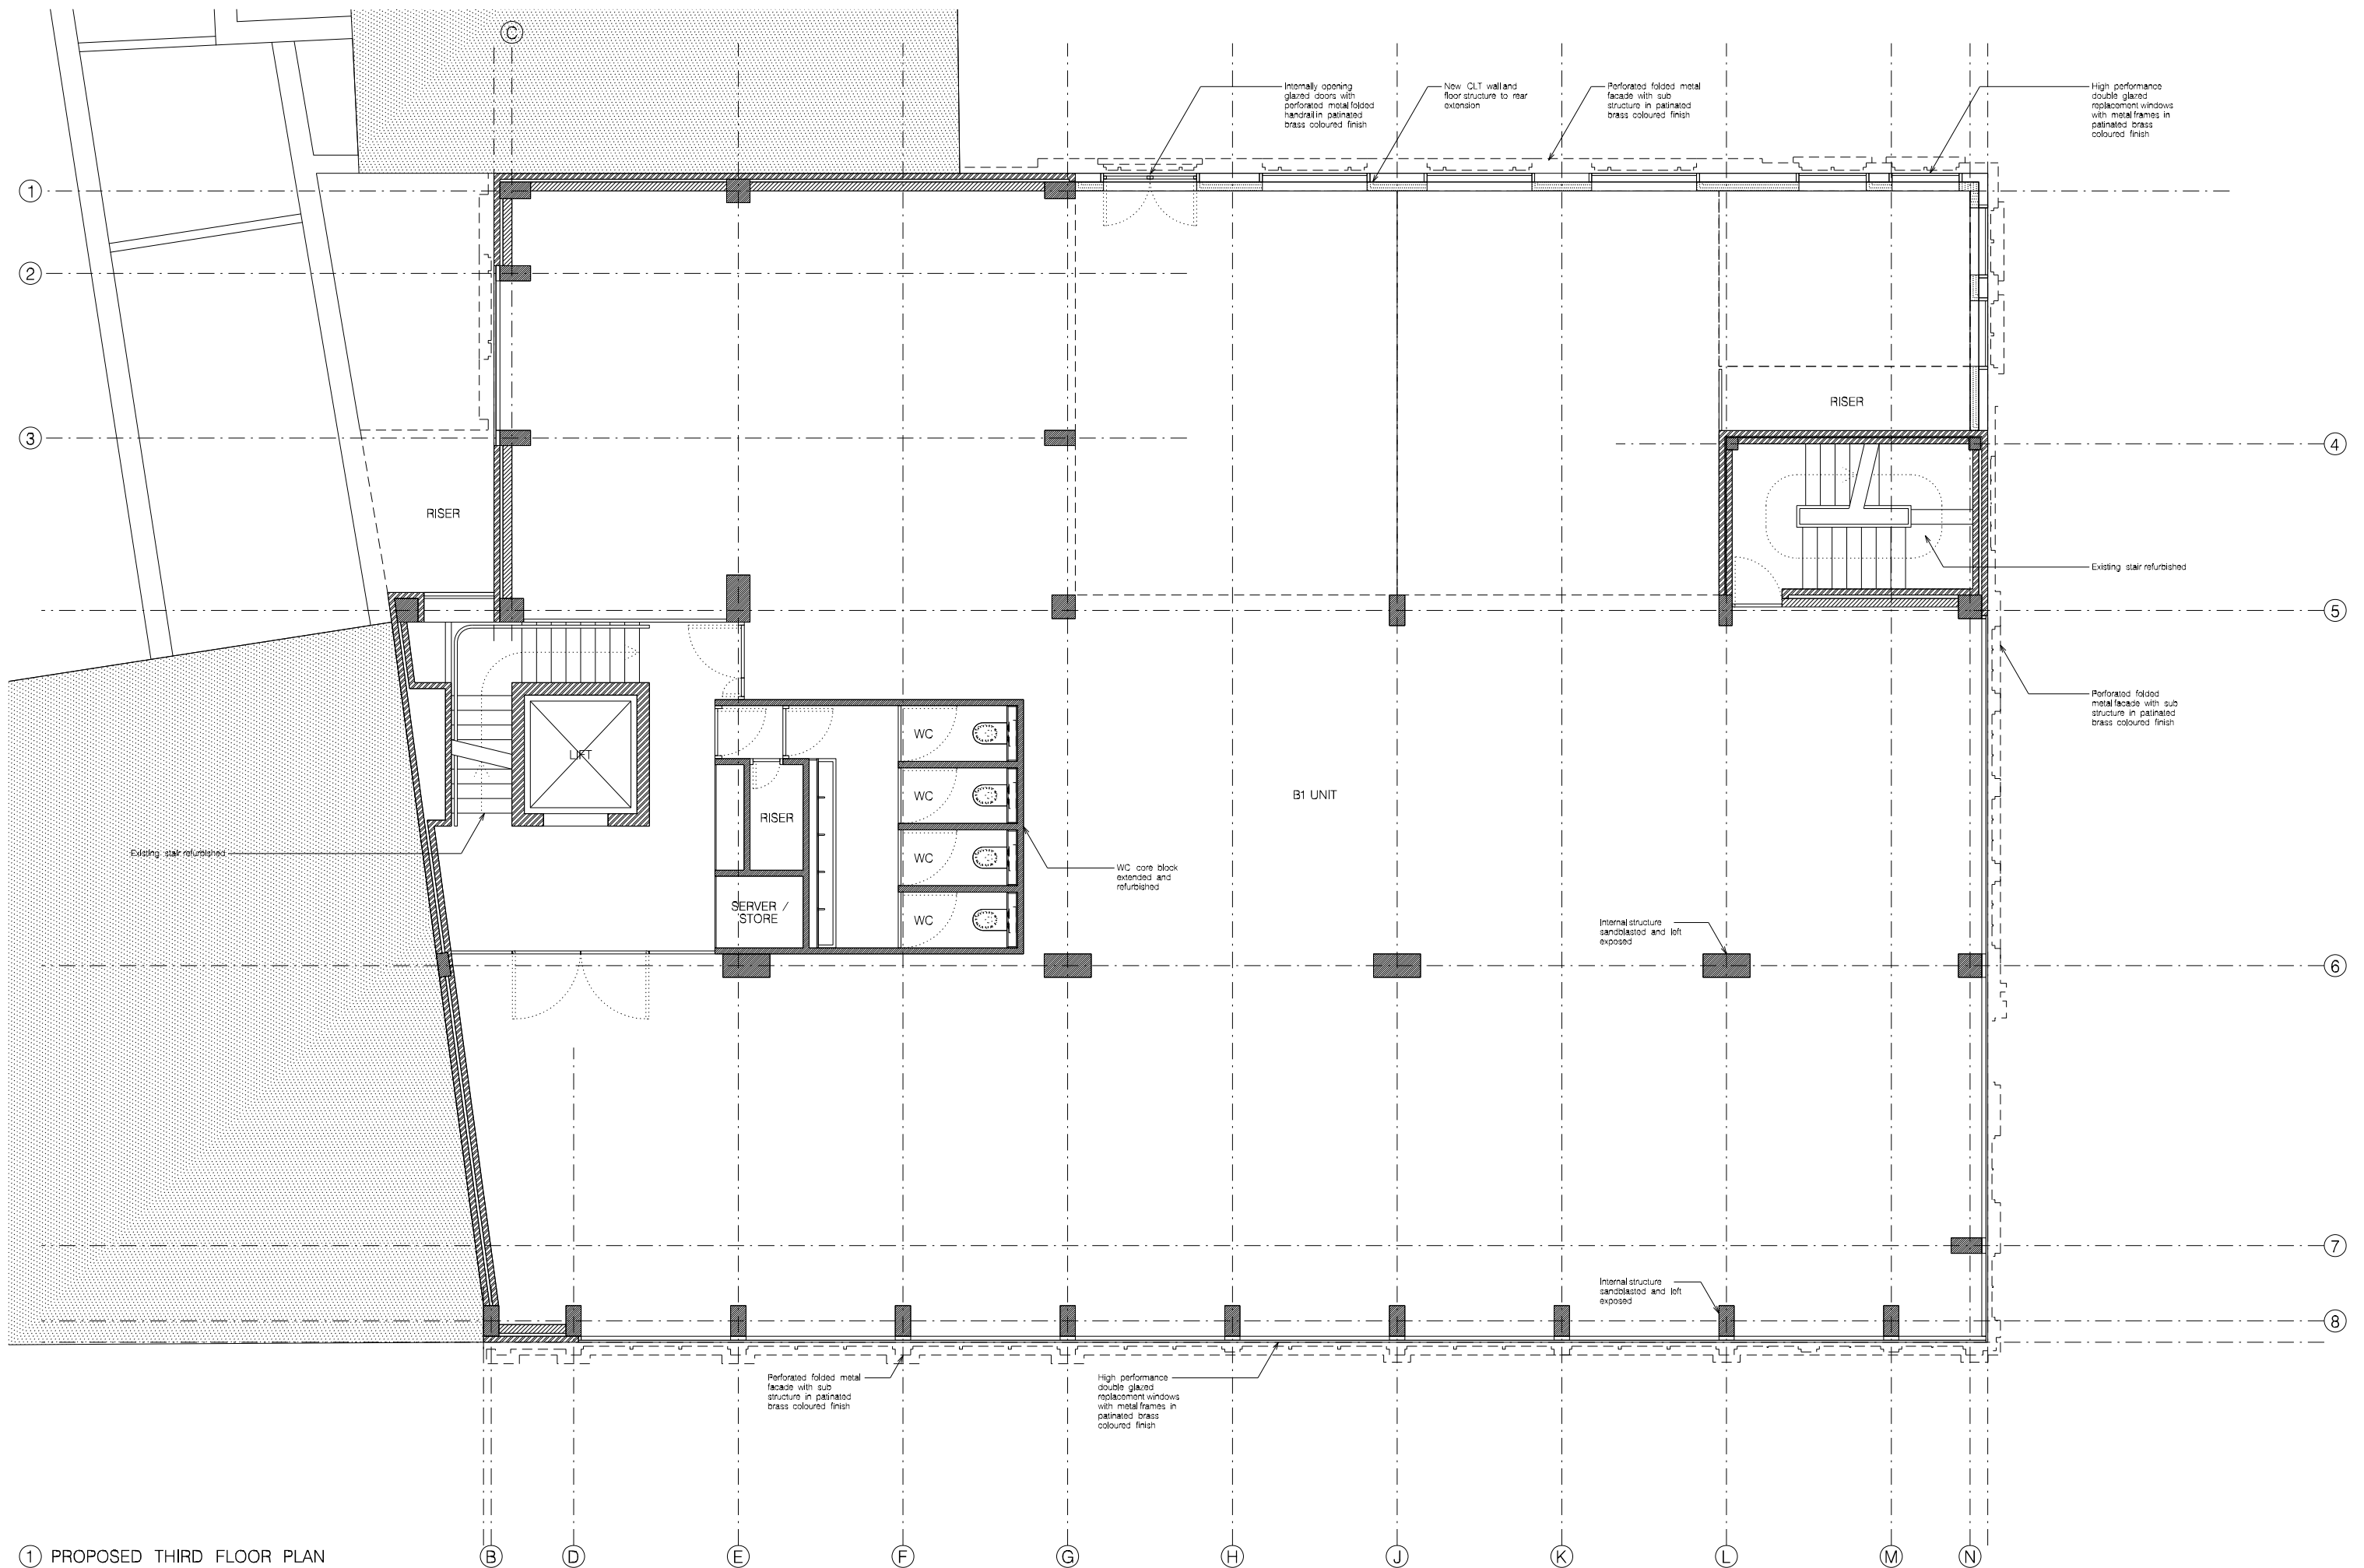 C
Internally opening
glazed doors with
perforated metal folded
handrail in patinated
brass coloured finish
New CLT wall and
floor structure to rear
extension
Perforated folded metal
facade with sub
structure in patinated
brass coloured finish
High performance
double glazed
replacement windows
with metal frames in
patinated brass
coloured finish
1
2
3
RISER
4
RISER
Existing stair refurbished
5
Perforated folded
metal facade with sub
structure in patinated
brass coloured finish
WC
LIFT
WC
B1 UNIT
RISER
Existing stair refurbished
WC
WC core block
extended and
refurbished
SERVER /
STORE
WC
Internal structure
sandblasted and left
exposed
6
7
Internal structure
sandblasted and left
exposed
8
Perforated folded metal
facade with sub
structure in patinated
brass coloured finish
High performance
double glazed
replacement windows
with metal frames in
patinated brass
coloured finish
1 PROPOSED THIRD FLOOR PLAN
B D E F G H J K L M N